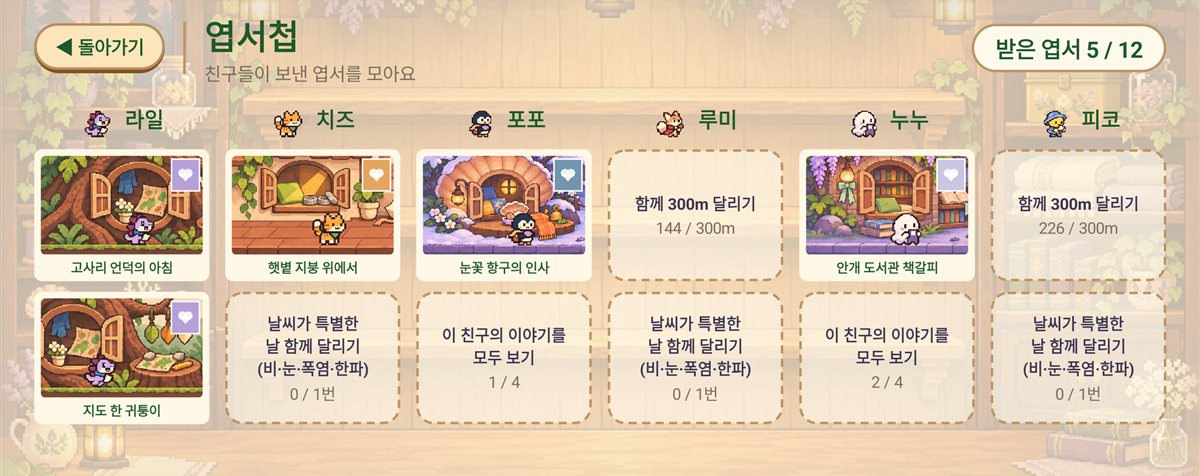 ◀ 돌아가기
엽서첩
친구들이 보낸 엽서를 모아요
받은 엽서 5 / 12
라일
치즈
포포
루미
누누
피코
고사리 언덕의 아침
햇볕 지붕 위에서
눈꽃 항구의 인사
함께 300m 달리기
144 / 300m
안개 도서관 책갈피
함께 300m 달리기
226 / 300m
지도 한 귀퉁이
날씨가 특별한
날 함께 달리기
(비·눈·폭염·한파)
0 / 1번
이 친구의 이야기를
모두 보기
1 / 4
날씨가 특별한
날 함께 달리기
(비·눈·폭염·한파)
0 / 1번
이 친구의 이야기를
모두 보기
2 / 4
날씨가 특별한
날 함께 달리기
(비·눈·폭염·한파)
0 / 1번